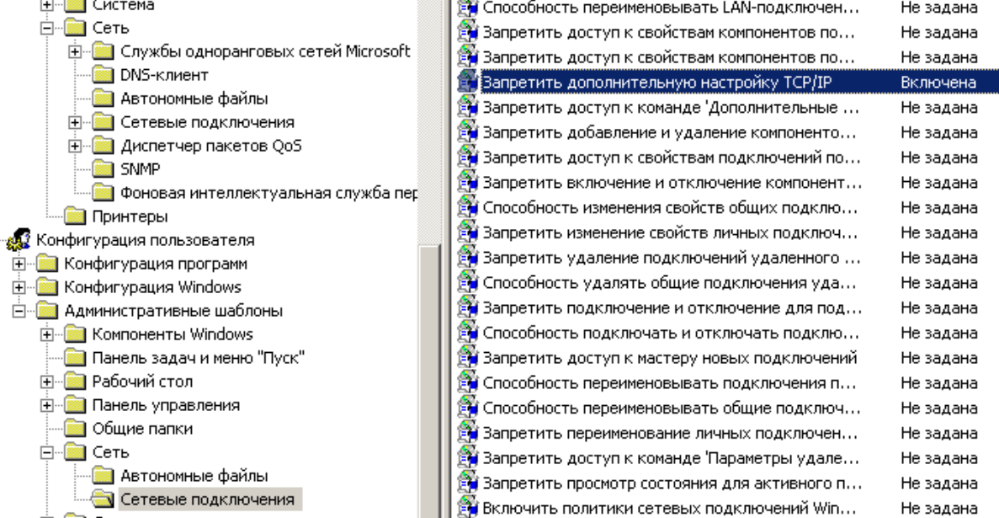 Система
Сеть
Службы одноранговых сетей Microsoft
DNS-клиент
Автономные файлы
Сетевые подключения
Диспетчер пакетов QoS
SNMP
Фоновая интеллектуальная служба пер
Принтеры
Конфигурация пользователя
Конфигурация программ
Конфигурация Windows
Административные шаблоны
Компоненты Windows
Панель задач и меню "Пуск"
Рабочий стол
Панель управления
Общие папки
Сеть
Автономные файлы
Сетевые подключения
Способность переименовывать LAN-подключен... Не задана
Запретить доступ к свойствам компонентов по... Не задана
Запретить доступ к свойствам компонентов по... Не задана
Запретить дополнительную настройку TCP/IP Включена
Запретить доступ к команде 'Дополнительные ... Не задана
Запретить добавление и удаление компоненто... Не задана
Запретить доступ к свойствам подключений по... Не задана
Запретить включение и отключение компонент... Не задана
Способность изменения свойств общих подклю... Не задана
Запретить изменение свойств личных подключ... Не задана
Запретить удаление подключений удаленного ... Не задана
Способность удалять общие подключения уда... Не задана
Запретить подключение и отключение для под... Не задана
Способность подключать и отключать подклю... Не задана
Запретить доступ к мастеру новых подключений Не задана
Способность переименовывать подключения п... Не задана
Способность переименовывать общие подключ... Не задана
Запретить переименование личных подключен... Не задана
Запретить доступ к команде 'Параметры удале... Не задана
Запретить просмотр состояния для активного п... Не задана
Включить политики сетевых подключений Win... Не задана